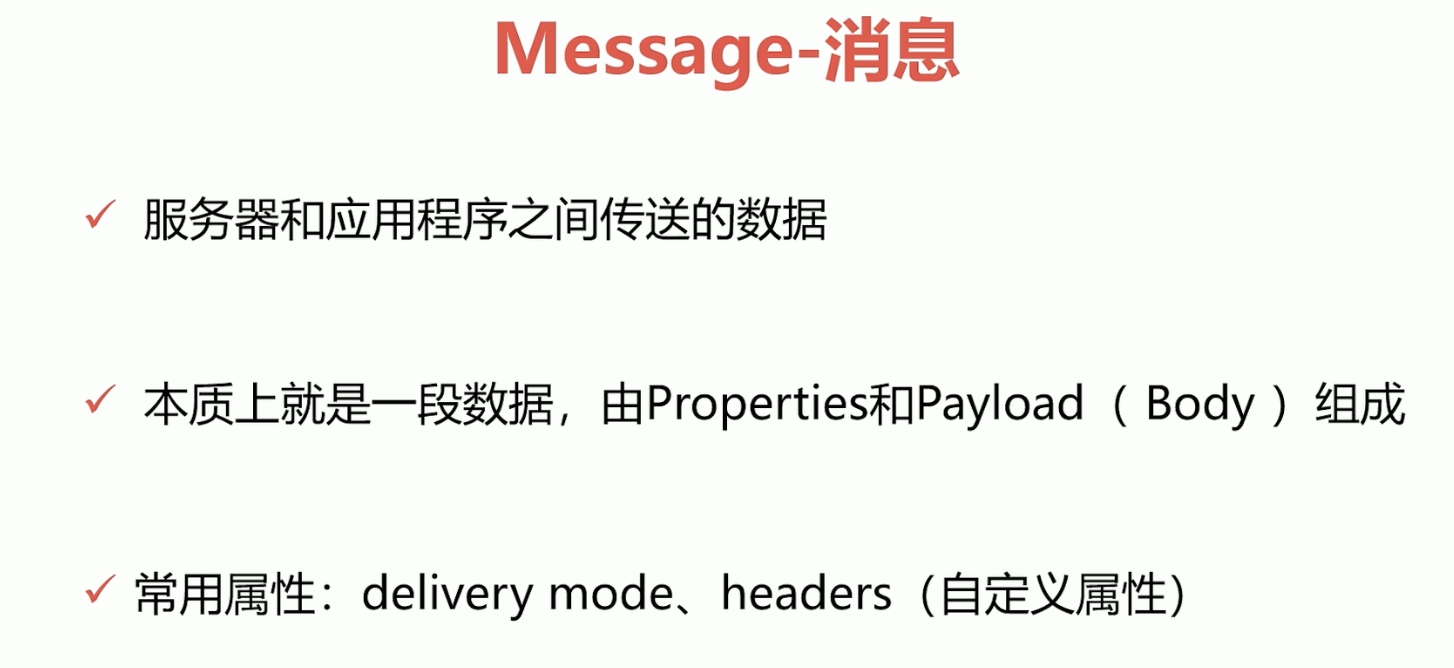 Message-消息
✓ 服务器和应用程序之间传送的数据
✓ 本质上就是一段数据，由Properties和Payload（ Body ）组成
✓ 常用属性：delivery mode、headers（自定义属性）